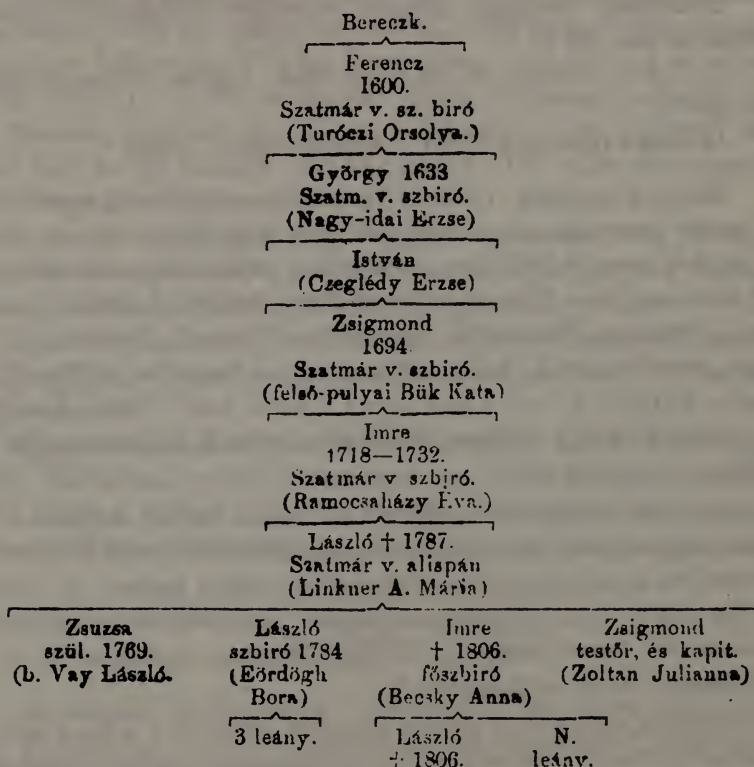 Bereczk.
Ferencz
1600.
Szatmár v. sz. biró
(Turóczi Orsolya.)
György 1633
Szatm. v. szbiró.
(Nagy-idai Erzse)
István
(Czeglédy Erzse)
Zsigmond
1694.
Szatmár v. szbiró.
(felső-pulyai Bük Kata)
Imre
1718—1732.
Szatmár v szbiró.
(Ramocsaházy Éva.)
László † 1787.
Szatmár v. alispán
(Linkner A. Mária)
Zsuzsa
szül. 1769.
(b. Vay László.
László
szbiró 1784
(Eördögh
Bora)
Imre
† 1806.
főszbiró
(Becsky Anna)
Zsigmond
testőr, és kapit.
(Zoltan Julianna)
3 leány.
László
† 1806.
N.
leány.